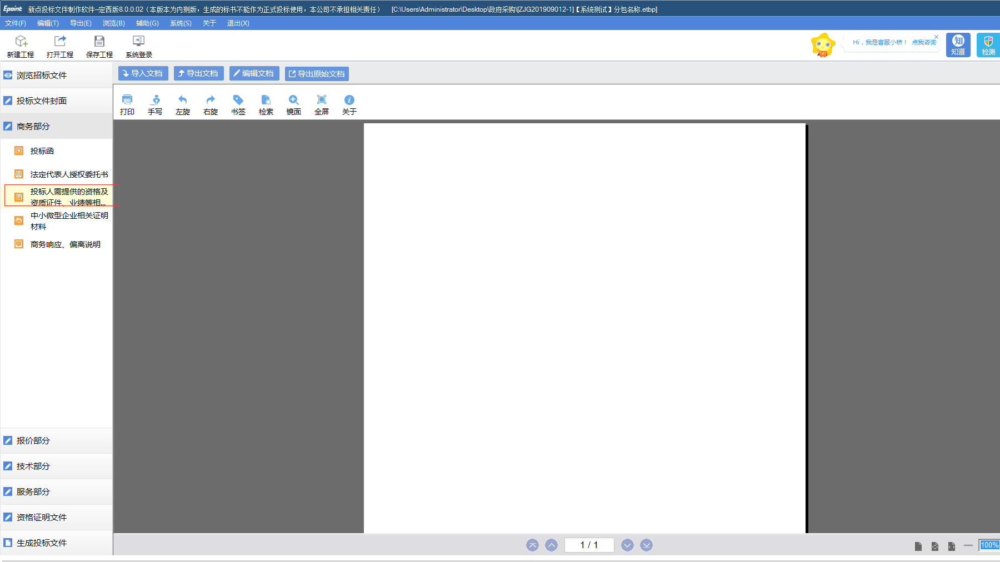 Epoint 新点投标文件制作软件-定西版8.0.0.02（本版本为内测版，生成的标书不能作为正式投标使用，本公司不承担相关责任） [C:\Users\Administrator\Desktop\政府采购\[ZJG201909012-1]【系统测试】分包名称.etbp]
文件(F) 编辑(T) 导出(E) 浏览(B) 辅助(G) 系统(S) 关于 退出(X)
新建工程 打开工程 保存工程 系统登录
Hi，我是客服小桥！ 点我咨询
知
知道
检测
导入文档 导出文档 编辑文档 导出原始文档
打印 手写 左旋 右旋 书签 检索 镜面 全屏 关于
浏览招标文件
投标文件封面
商务部分
投标函
法定代表人授权委托书
投标人需提供的资格及
资质证件、业绩等相...
中小微型企业相关证明
材料
商务响应、偏离说明
报价部分
技术部分
服务部分
资格证明文件
生成投标文件
1 / 1
100%